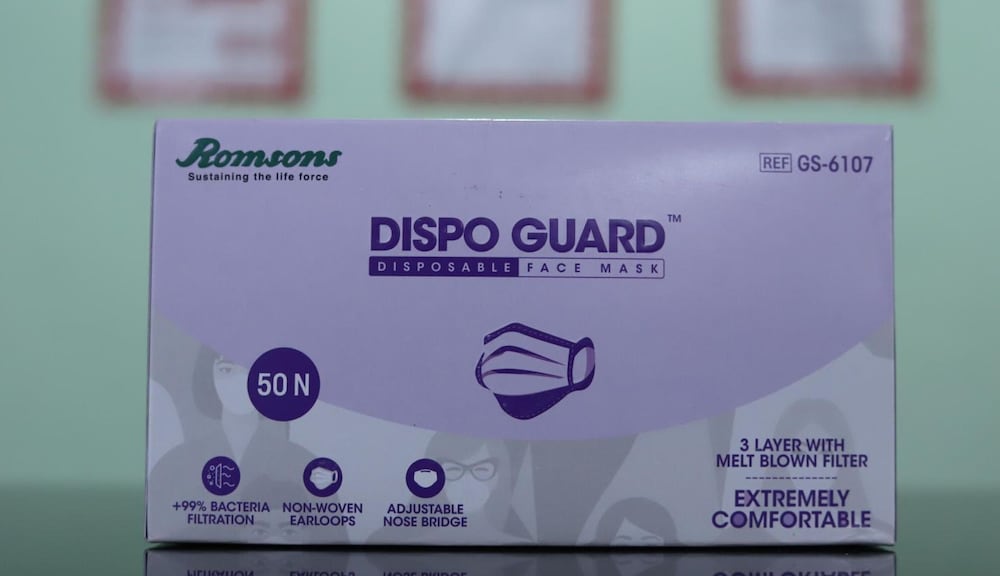 Romsons
Sustaining the life force
REF GS-6107
DISPO GUARD™
DISPOSABLE FACE MASK
50 N
+99% BACTERIA
FILTRATION
NON-WOVEN
EARLOOPS
ADJUSTABLE
NOSE BRIDGE
3 LAYER WITH
MELT BLOWN FILTER
EXTREMELY
COMFORTABLE